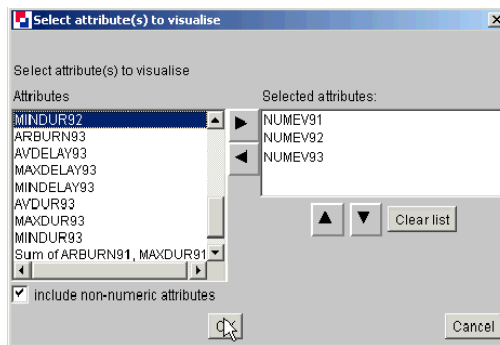 Select attribute(s) to visualise
Select attribute(s) to visualise
Attributes
Selected attributes:
MINDUR92
ARBURN93
AVDELAY93
MAXDELAY93
MINDELAY93
AVDUR93
MAXDUR93
MINDUR93
Sum of ARBURN91, MAXDUR91
NUMEV91
NUMEV92
NUMEV93
Clear list
include non-numeric attributes
Cancel